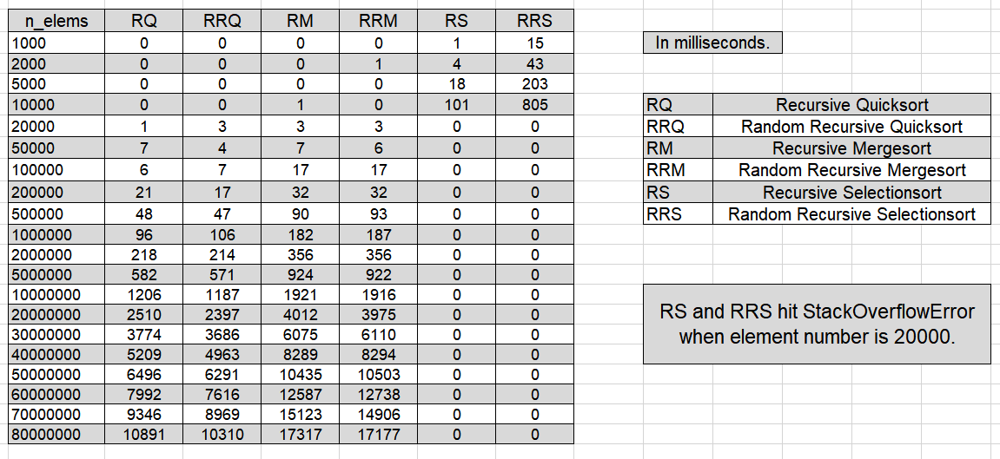 n_elems RQ RRQ RM RRM RS RRS
1000 0 0 0 0 1 15
2000 0 0 0 1 4 43
5000 0 0 0 0 18 203
10000 0 0 1 0 101 805
20000 1 3 3 3 0 0
50000 7 4 7 6 0 0
100000 6 7 17 17 0 0
200000 21 17 32 32 0 0
500000 48 47 90 93 0 0
1000000 96 106 182 187 0 0
2000000 218 214 356 356 0 0
5000000 582 571 924 922 0 0
10000000 1206 1187 1921 1916 0 0
20000000 2510 2397 4012 3975 0 0
30000000 3774 3686 6075 6110 0 0
40000000 5209 4963 8289 8294 0 0
50000000 6496 6291 10435 10503 0 0
60000000 7992 7616 12587 12738 0 0
70000000 9346 8969 15123 14906 0 0
80000000 10891 10310 17317 17177 0 0
In milliseconds.
RQ Recursive Quicksort
RRQ Random Recursive Quicksort
RM Recursive Mergesort
RRM Random Recursive Mergesort
RS Recursive Selectionsort
RRS Random Recursive Selectionsort
RS and RRS hit StackOverflowError
when element number is 20000.